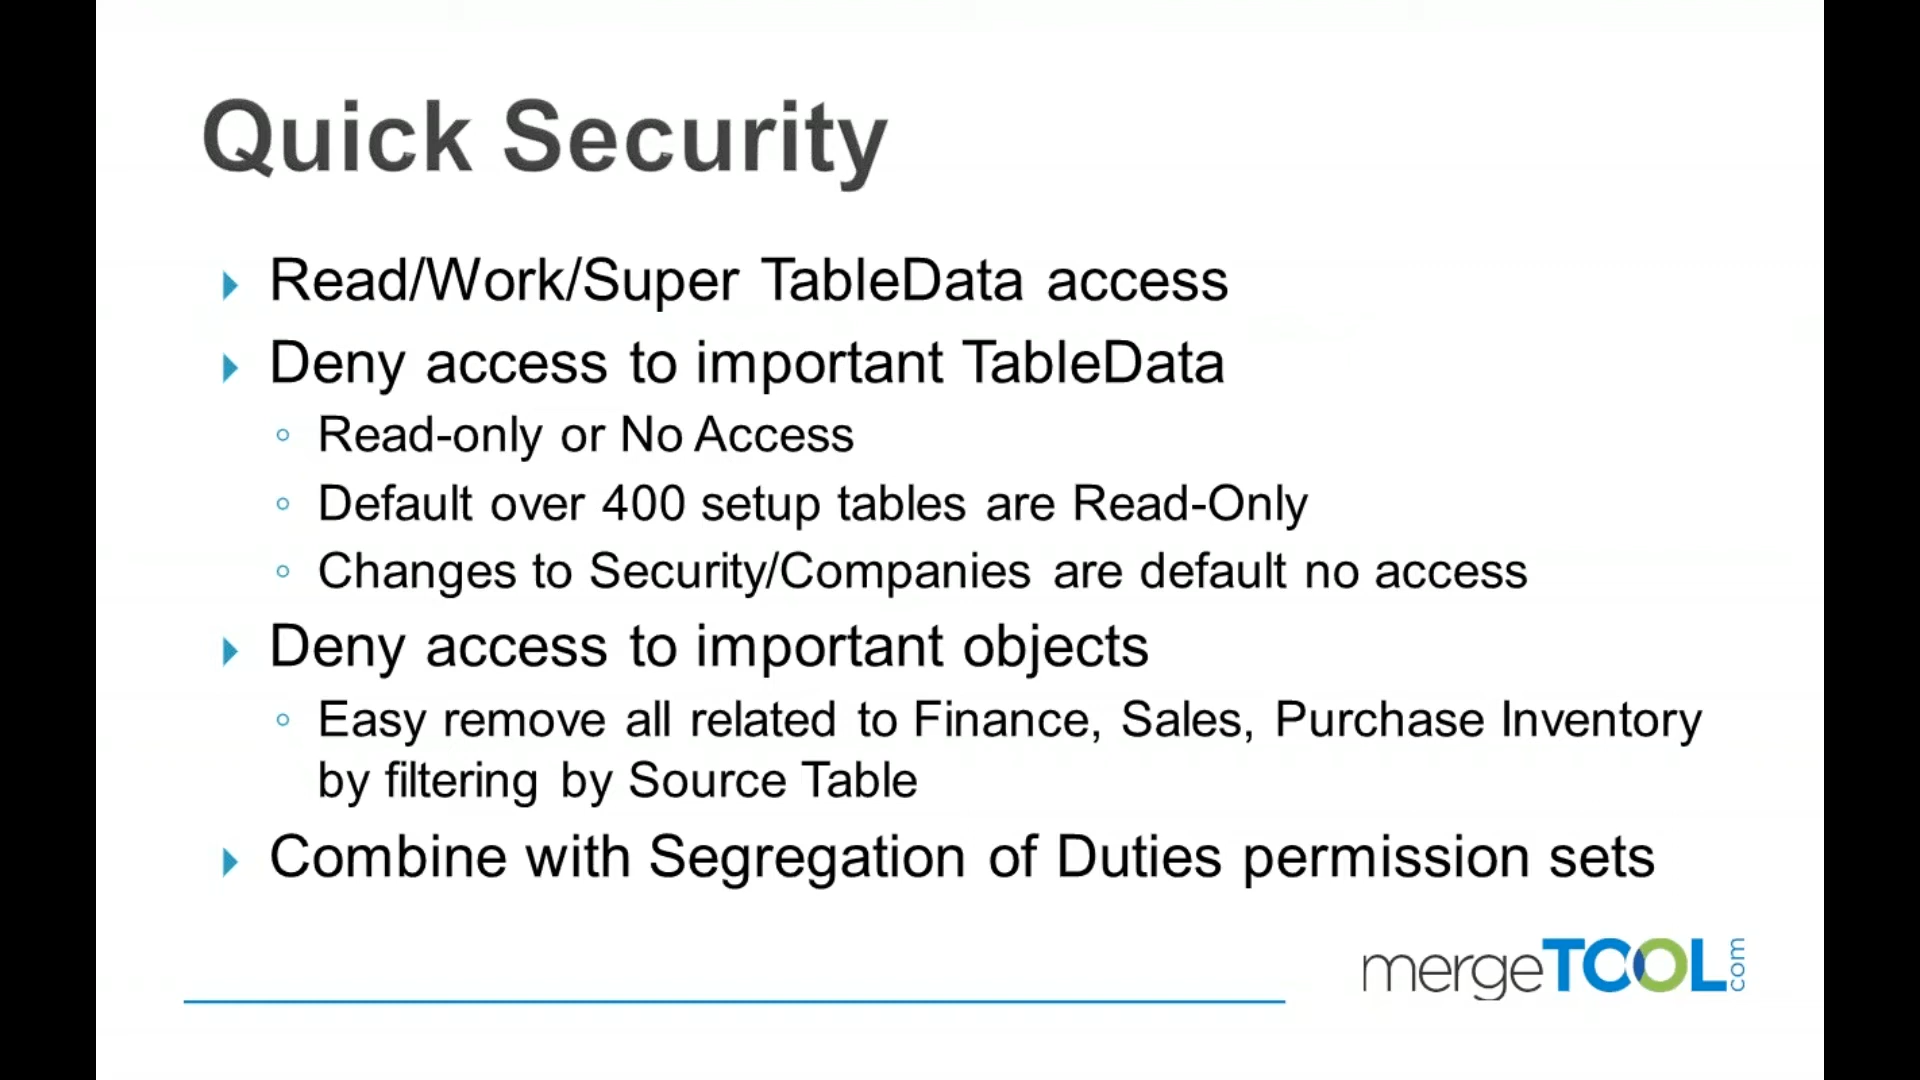 Quick Security
Read/Work/Super TableData access
Deny access to important TableData
Read-only or No Access
Default over 400 setup tables are Read-Only
Changes to Security/Companies are default no access
Deny access to important objects
Easy remove all related to Finance, Sales, Purchase Inventory
by filtering by Source Table
Combine with Segregation of Duties permission sets
mergeTOOL.com